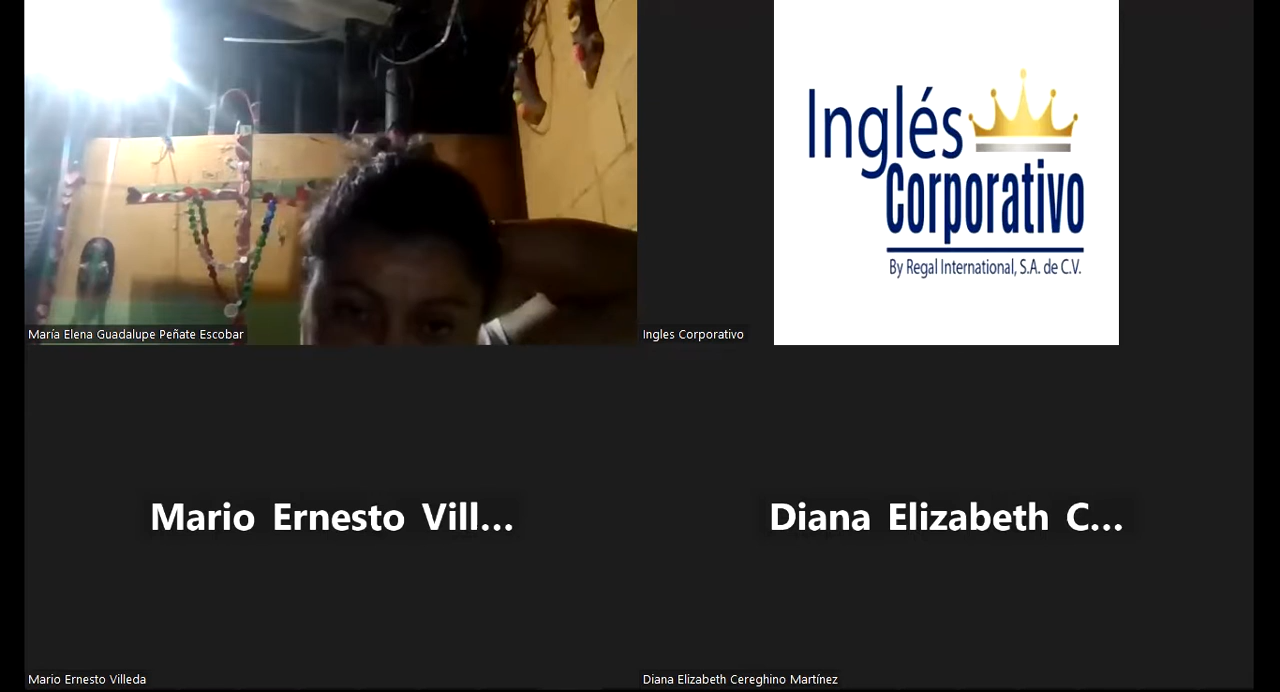 Inglés
Corporativo
By Regal International, S.A. de C.V.
María Elena Guadalupe Peñate Escobar
Ingles Corporativo
Mario Ernesto Vill...
Diana Elizabeth C...
Mario Ernesto Villeda
Diana Elizabeth Cereghino Martínez